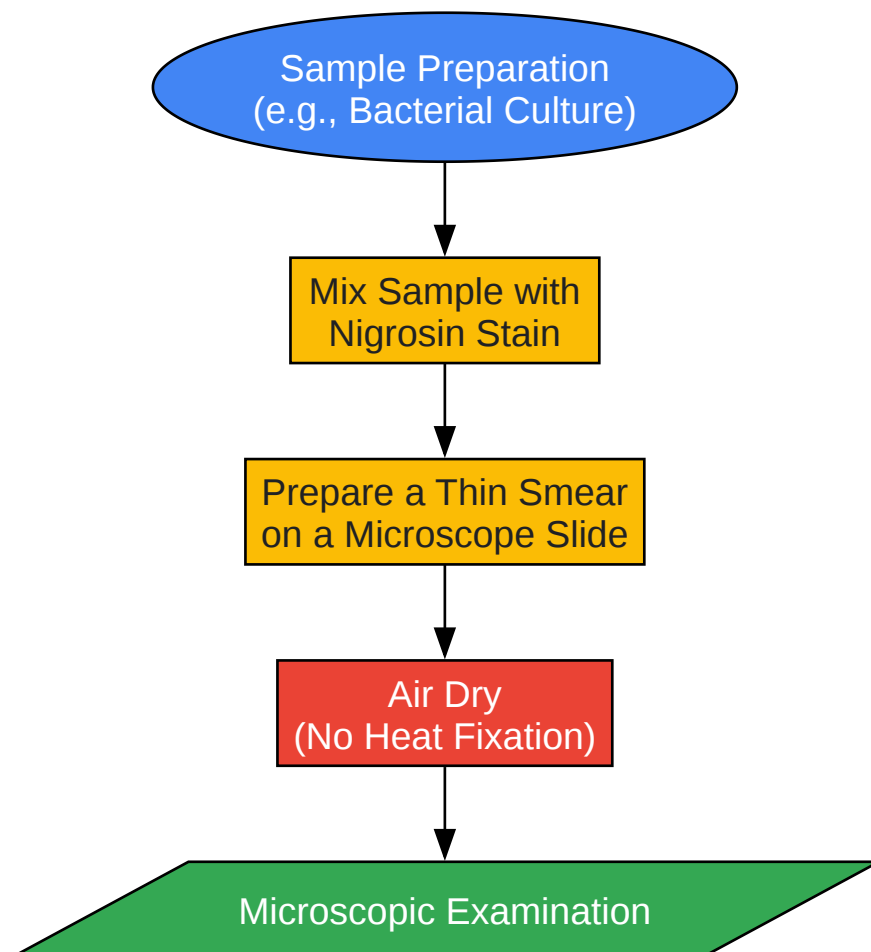 Sample Preparation
(e.g., Bacterial Culture)
Mix Sample with
Nigrosin Stain
Prepare a Thin Smear
on a Microscope Slide
Air Dry
(No Heat Fixation)
Microscopic Examination